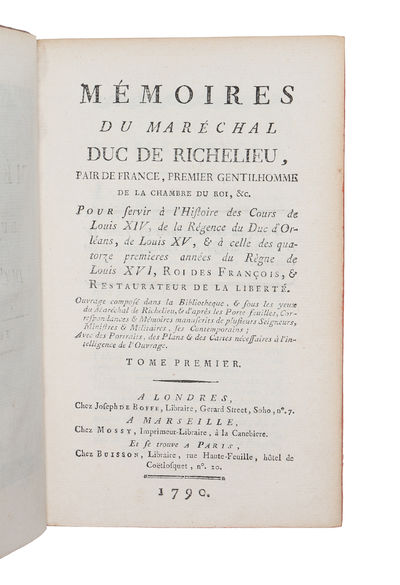 MÉMOIRES
DU MARÉCHAL
DUC DE RICHELIEU,
PAIR DE FRANCE, PREMIER GENTILHOMME
DE LA CHAMBRE DU ROI, &c.
POUR servir à l'Histoire des Cours de
Louis XIV, de la Régence du Duc d'Or-
léans, de Louis XV, & à celle des qua-
torze premieres années du Règne de
Louis XVI, ROI DES FRANÇOIS, &
RESTAURATEUR DE LA LIBERTÉ.
Ouvrage composé dans la Bibliotheque, & sous les yeux
du Maréchal de Richelieu, & d'après les Porte-feuilles, Cor-
respondances & Mémoires manuscrits de plusieurs Seigneurs,
Ministres & Militaires, ses Contemporains;
Avec des Portraits, des Plans & des Cartes nécessaires à l'in-
telligence de l'Ouvrage.
TOME PREMIER.
A LONDRES,
Chez Joseph DE BOFFE, Libraire, Gerard Street, Soho, n°. 7.
A MARSEILLE,
Chez MOSSY, Imprimeur-Libraire, à la Canebière.
Et se trouve A PARIS,
Chez BUISSON, Libraire, rue Haute-Feuille, hôtel de
Coëtlosquet, n°. 20.
1790.